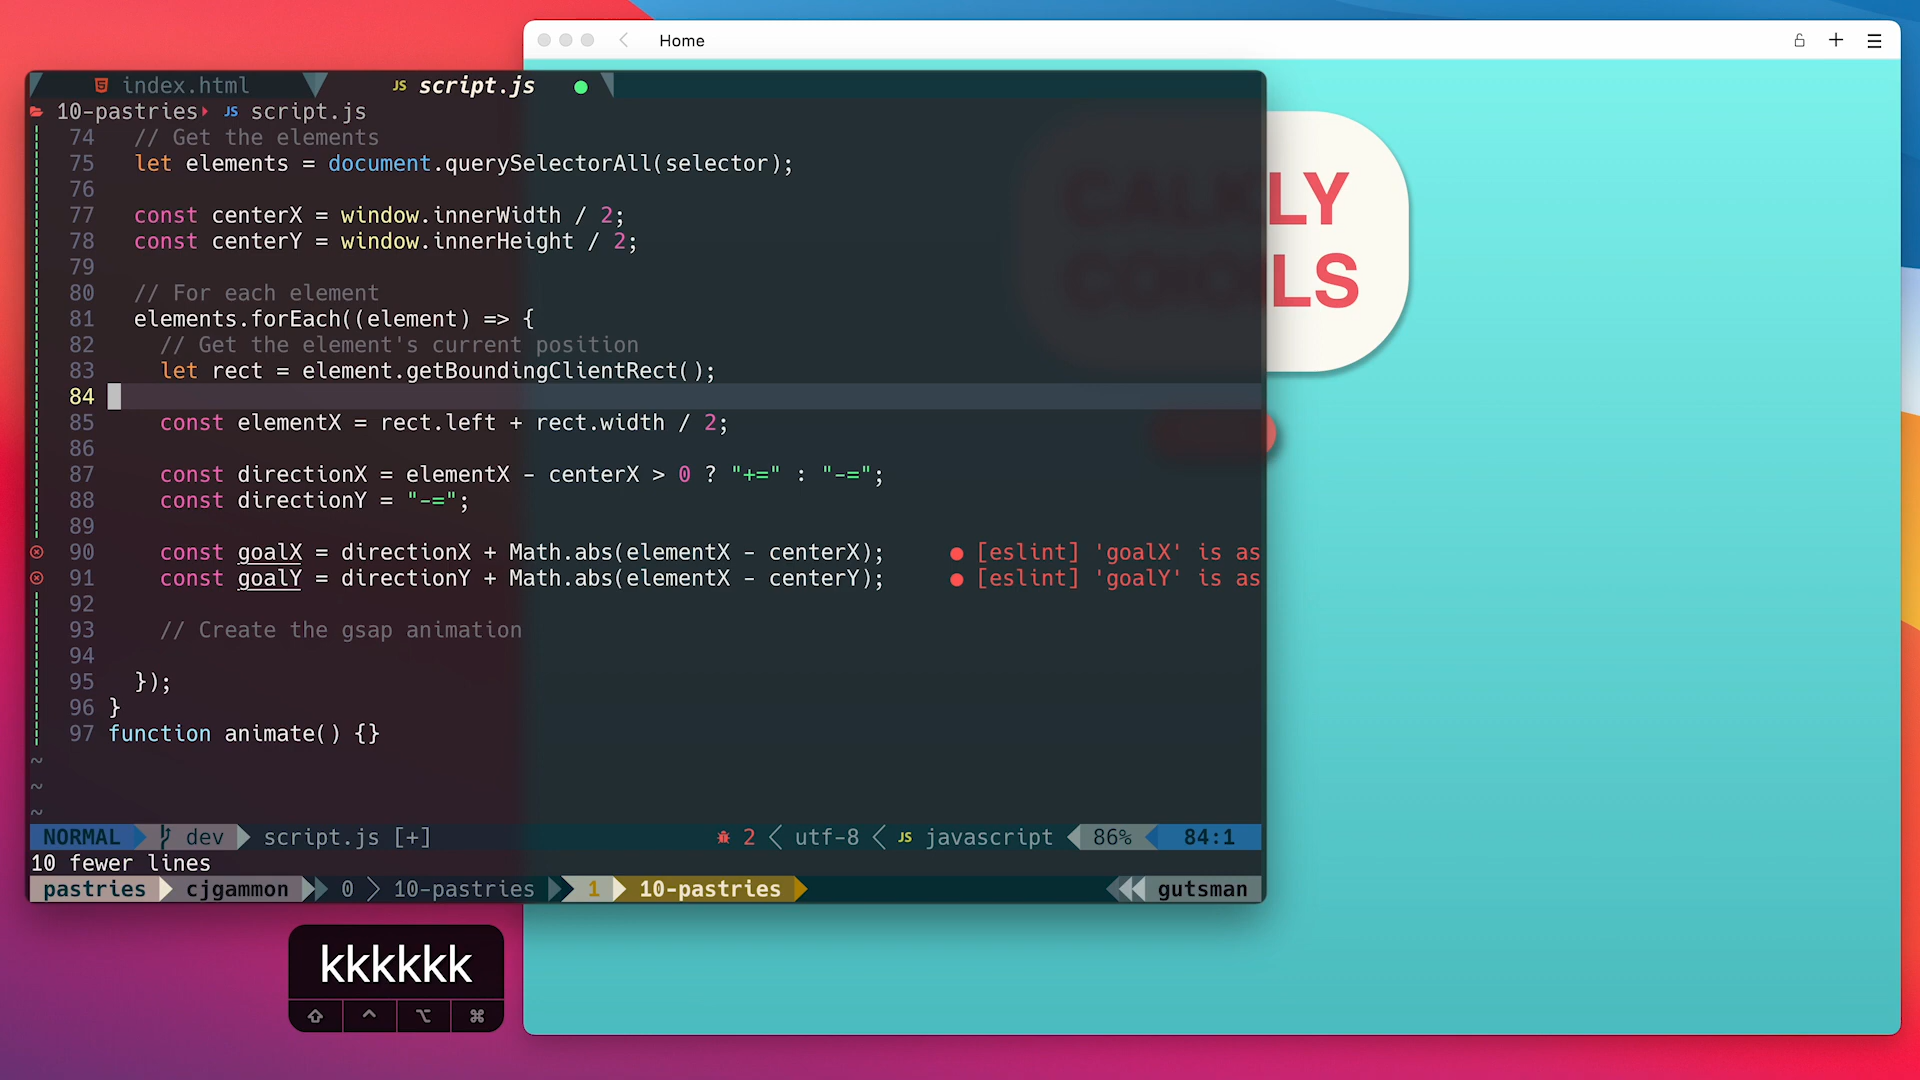 Home
index.html
JS script.js
10-pastries JS script.js
74 // Get the elements
75 let elements = document.querySelectorAll(selector);
76
77 const centerX = window.innerWidth / 2;
78 const centerY = window.innerHeight / 2;
79
80 // For each element
81 elements.forEach((element) => {
82 // Get the element's current position
83 let rect = element.getBoundingClientRect();
84
85 const elementX = rect.left + rect.width / 2;
86
87 const directionX = elementX - centerX > 0 ? "+=" : "-=";
88 const directionY = "-=";
89
90 const goalX = directionX + Math.abs(elementX - centerX); ● [eslint] 'goalX' is as
91 const goalY = directionY + Math.abs(elementX - centerY); ● [eslint] 'goalY' is as
92
93 // Create the gsap animation
94
95 });
96 }
97 function animate() {}
~
~
~
NORMAL dev script.js [+] 2 utf-8 JS javascript 86% 84:1
10 fewer lines
pastries cjgammon 0 10-pastries 1 10-pastries gutsman
LY
LS
kkkkkk
⇧ ^ ⌥ ⌘